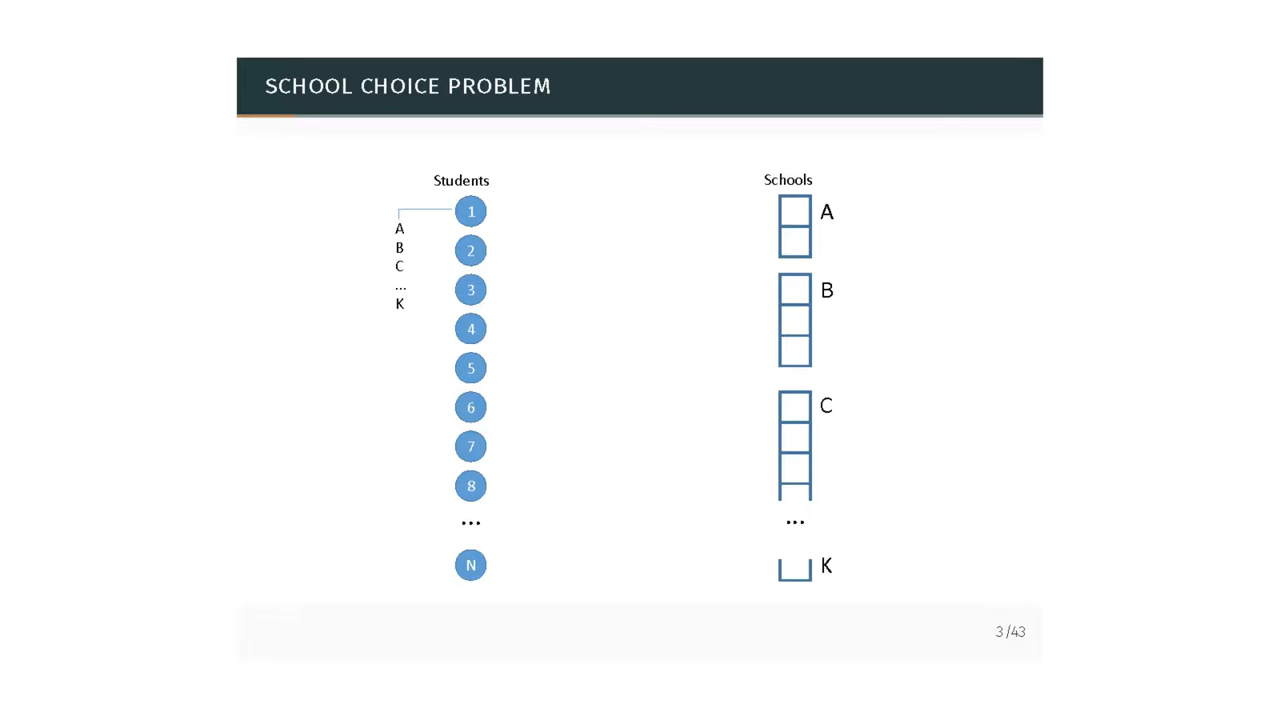 SCHOOL CHOICE PROBLEM
Students
Schools
1
A
B
C
...
K
2
3
4
5
6
7
8
...
N
A
B
C
...
K
3 /43